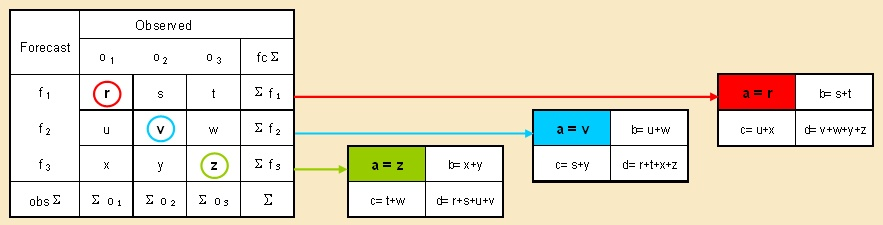 Forecast
Observed
o 1 o 2 o 3 fc Σ
f 1 r s t Σ f 1
f 2 u v w Σ f 2
f 3 x y z Σ f 3
obs Σ Σ o 1 Σ o 2 Σ o 3 Σ
a = z b= x+y
c= t+w d= r+s+u+v
a = v b= u+w
c= s+y d= r+t+x+z
a = r b= s+t
c= u+x d= v+w+y+z